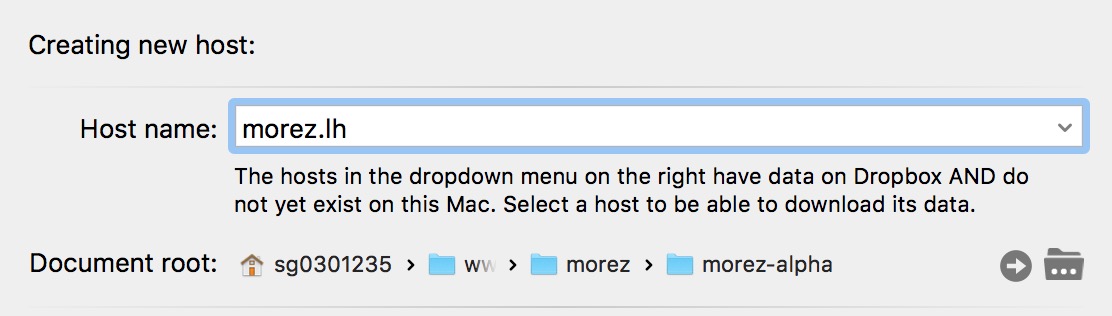 Creating new host:
Host name: morez.lh
The hosts in the dropdown menu on the right have data on Dropbox AND do
not yet exist on this Mac. Select a host to be able to download its data.
Document root: sg0301235 › › morez › morez-alpha